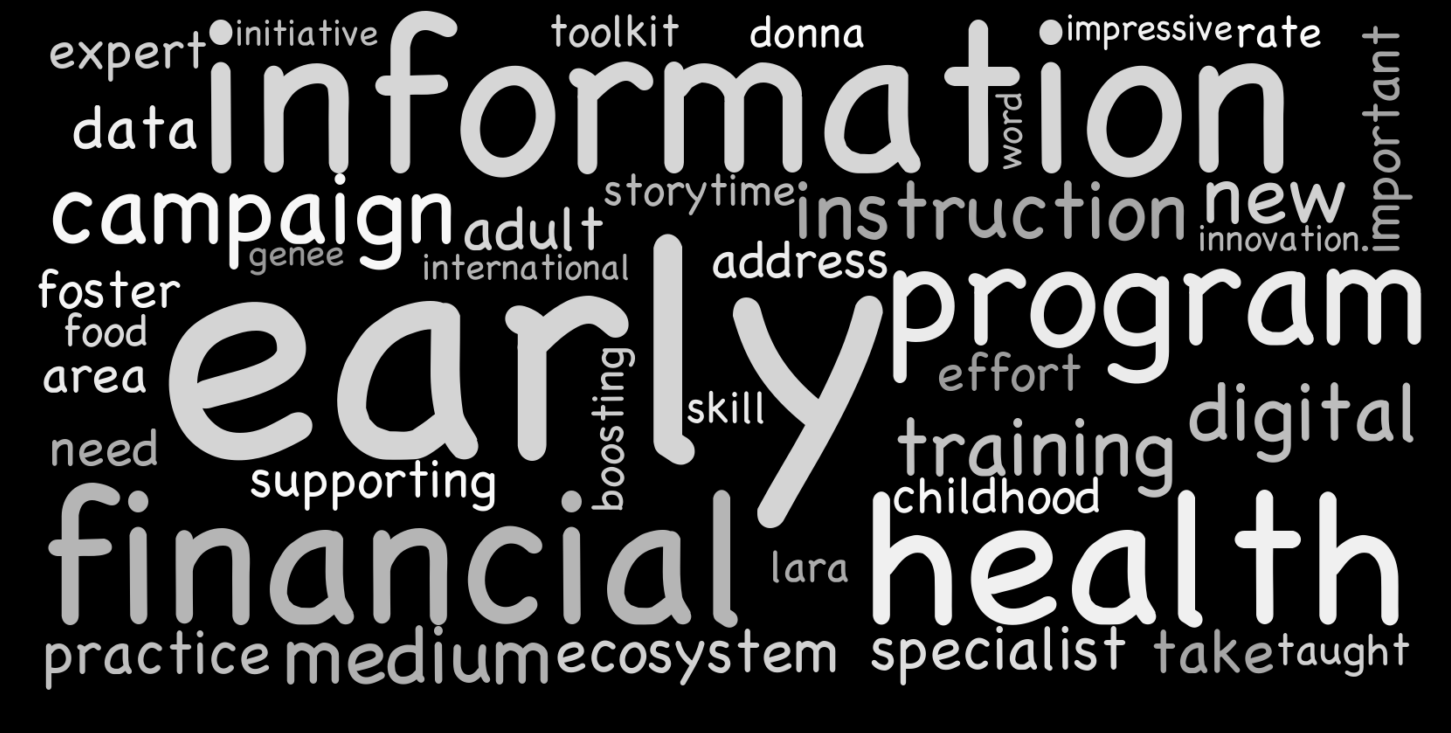 expert initiative toolkit donna impressive rate
information
data word important
campaign storytime instruction new
genee adult international address innovation.
foster early program
food
area boosting skill effort digital
need supporting training
childhood
financial lara health
practice medium ecosystem specialist take taught